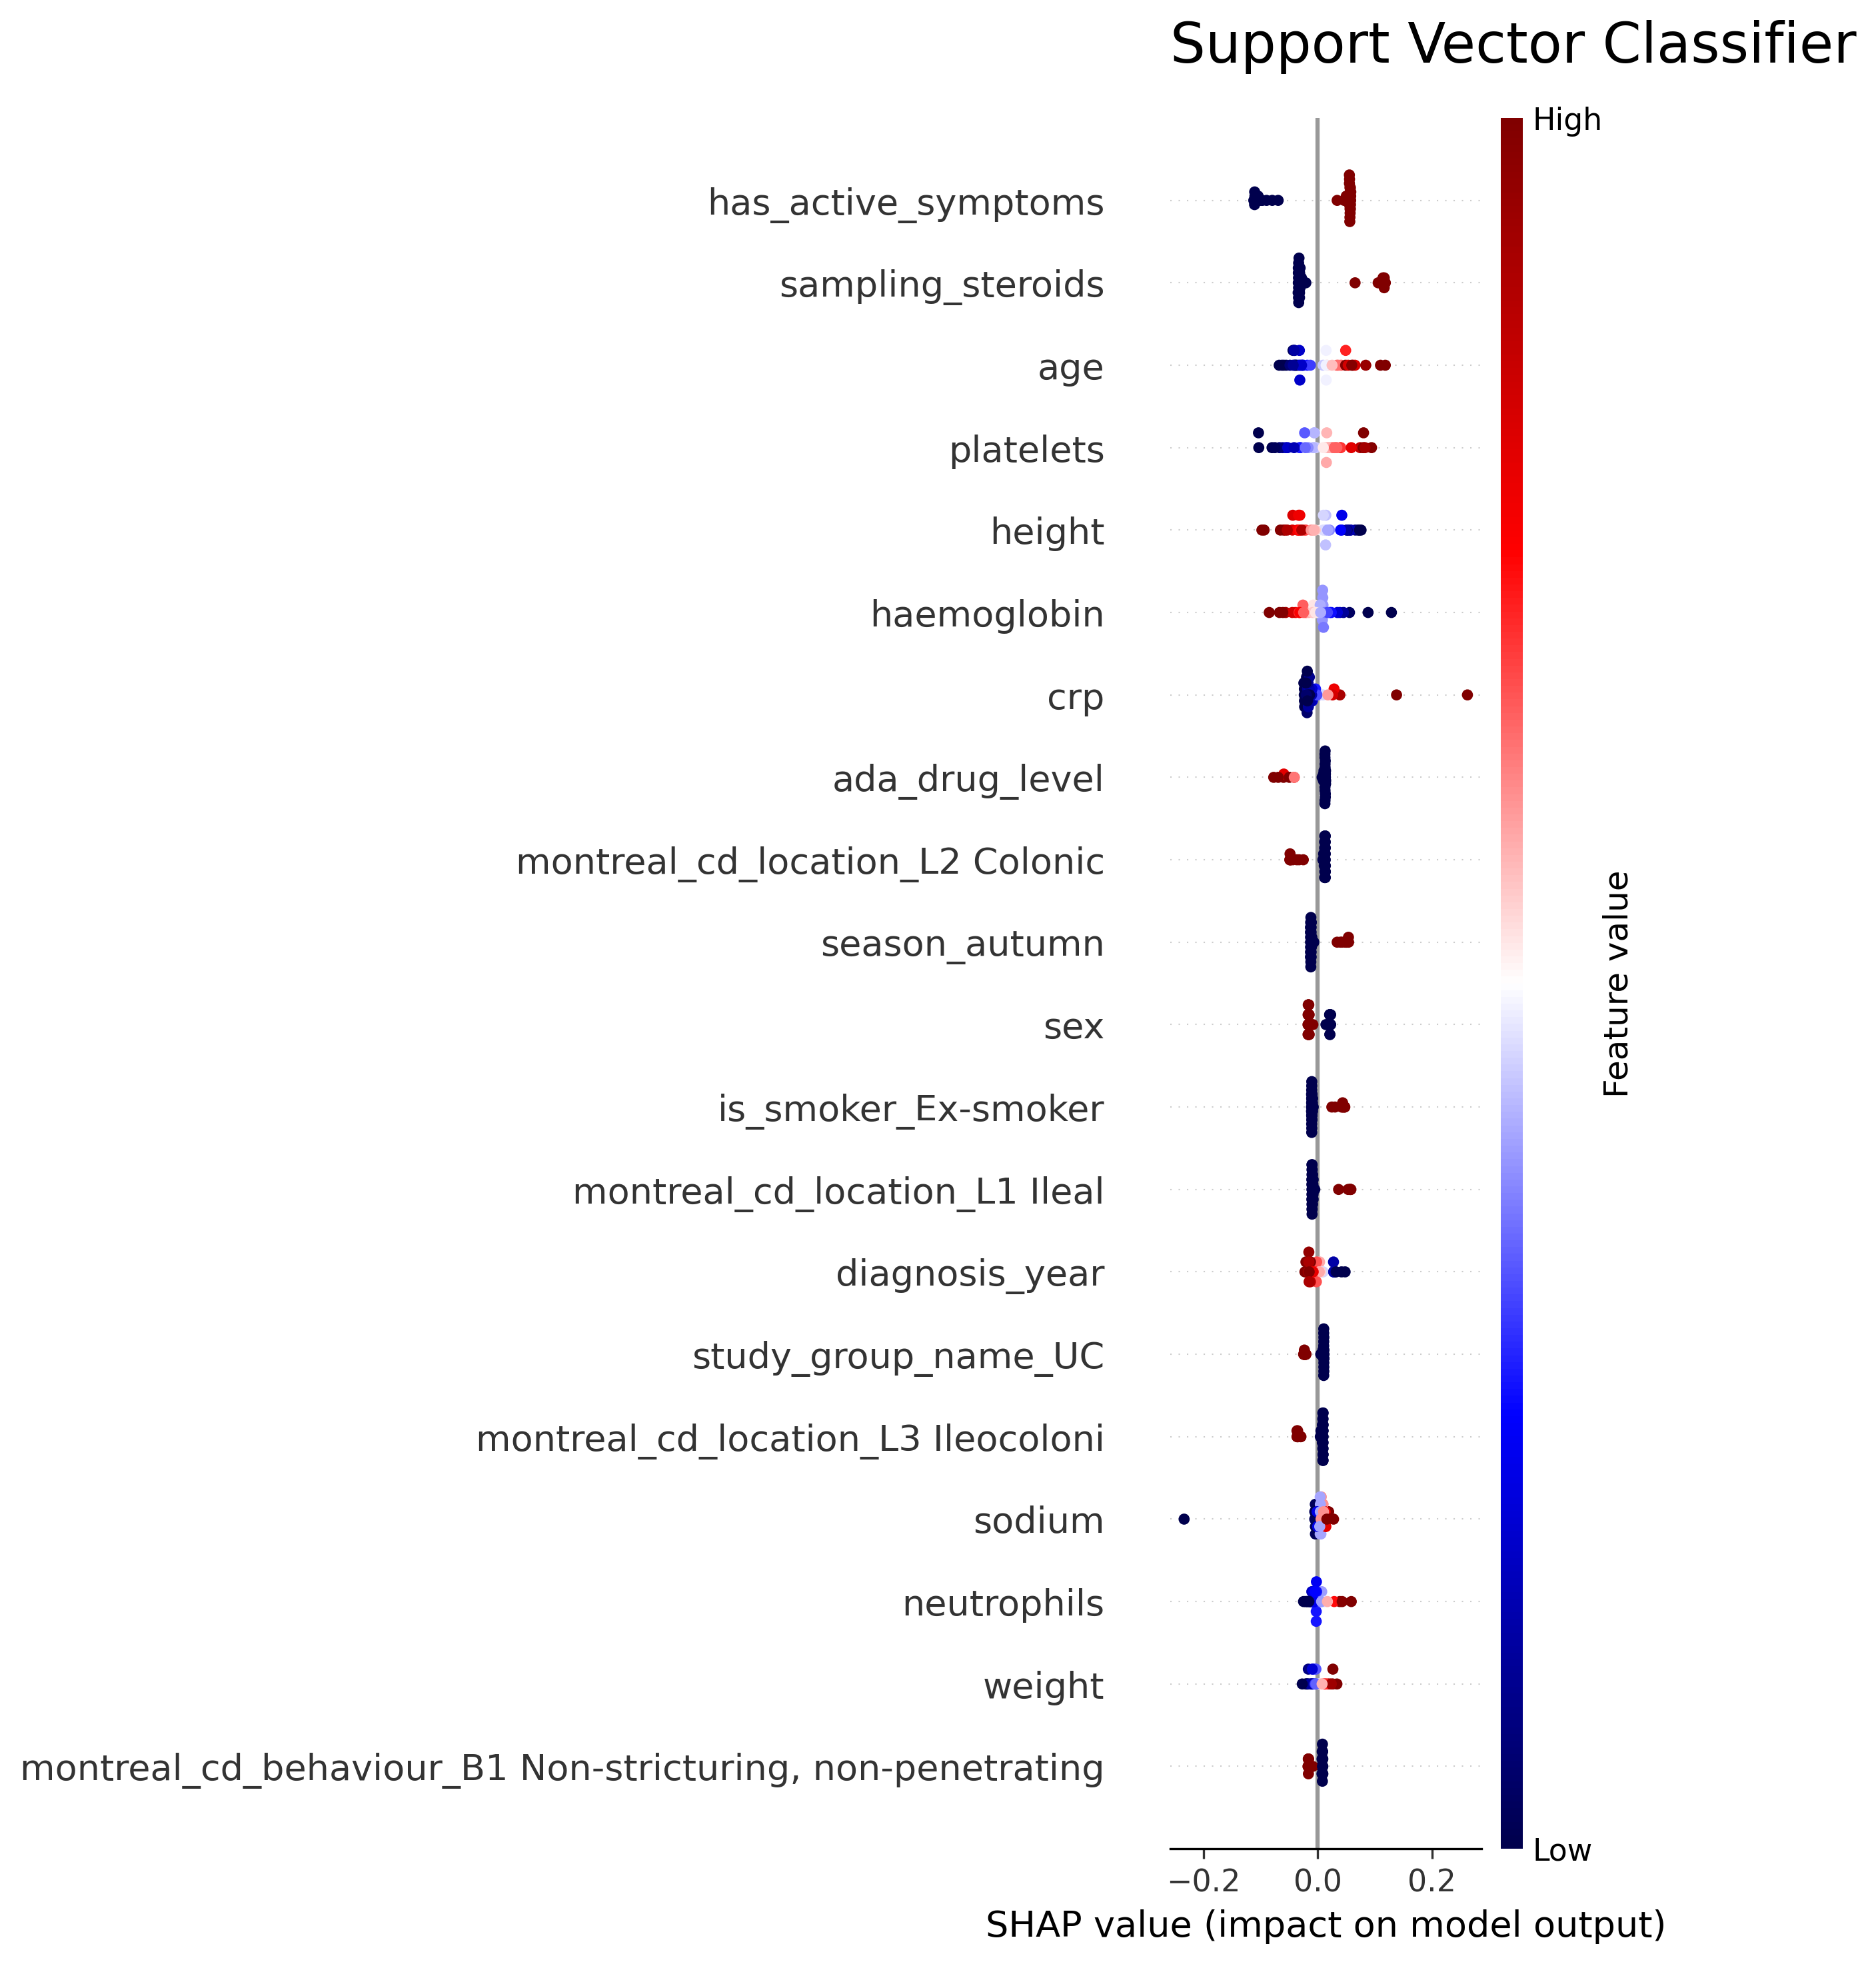 Support Vector Classifier
High
has_active_symptoms
sampling_steroids
age
platelets
height
haemoglobin
crp
ada_drug_level
montreal_cd_location_L2 Colonic
season_autumn
sex
is_smoker_Ex-smoker
montreal_cd_location_L1 Ileal
diagnosis_year
study_group_name_UC
montreal_cd_location_L3 Ileocoloni
sodium
neutrophils
weight
montreal_cd_behaviour_B1 Non-stricturing, non-penetrating
Feature value
Low
−0.2 0.0 0.2
SHAP value (impact on model output)